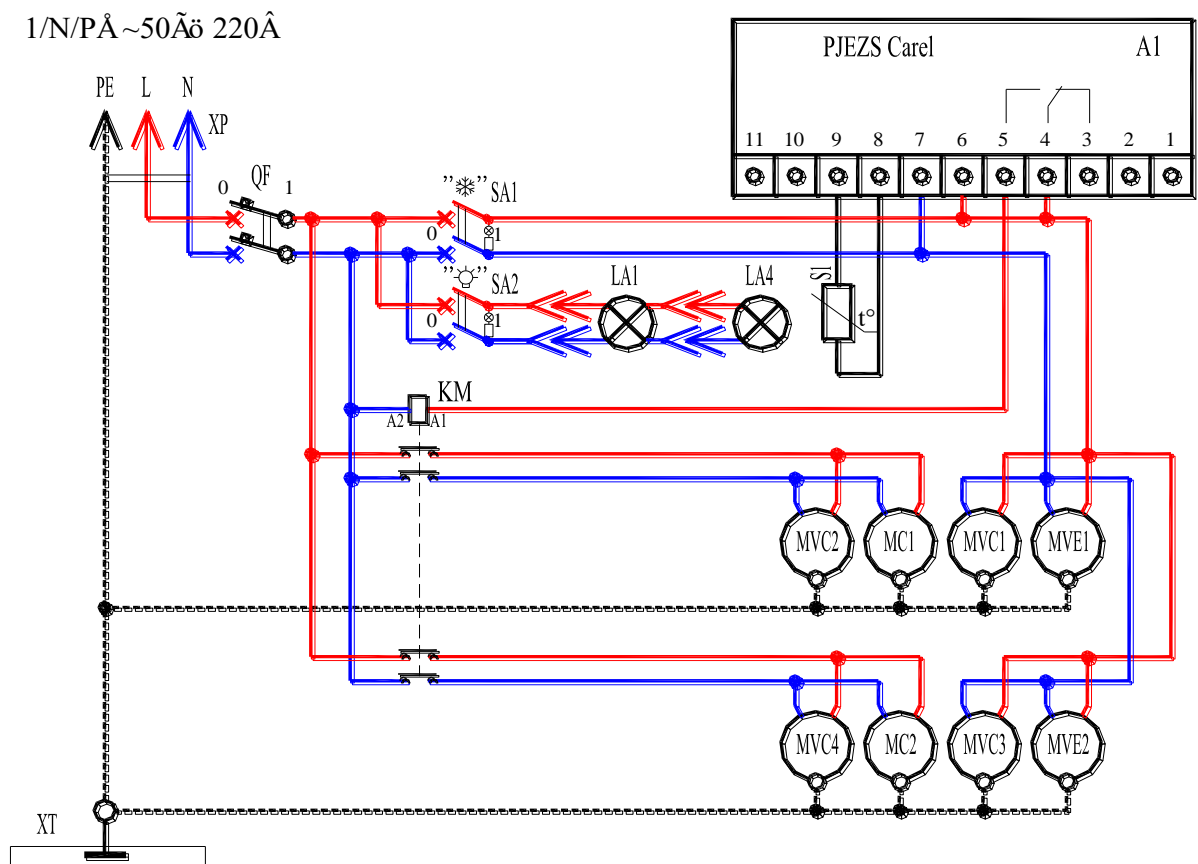 1/N/PÅ ~50Ãö 220Â
PJEZS Carel A1
PE L N
XP
11 10 9 8 7 6 5 4 3 2 1
0 QF 1
"❄" SA1
0 1
"💡" SA2
0 1
LA1 LA4
S1
t°
KM
A2 A1
MVC2 MC1 MVC1 MVE1
MVC4 MC2 MVC3 MVE2
XT